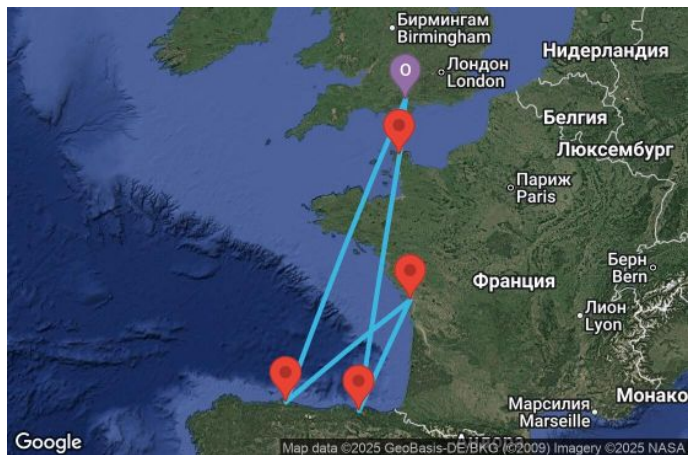 Бирмингам
Birmingham
O
Лондон
London
Нидерландия
Белгия
Люксембург
Париж
Paris
Берн
Bern
Франция
Лион
Lyon
Монако
Марсилия
Marseille
Андора
Google
Map data ©2025 GeoBasis-DE/BKG (©2009) Imagery ©2025 NASA